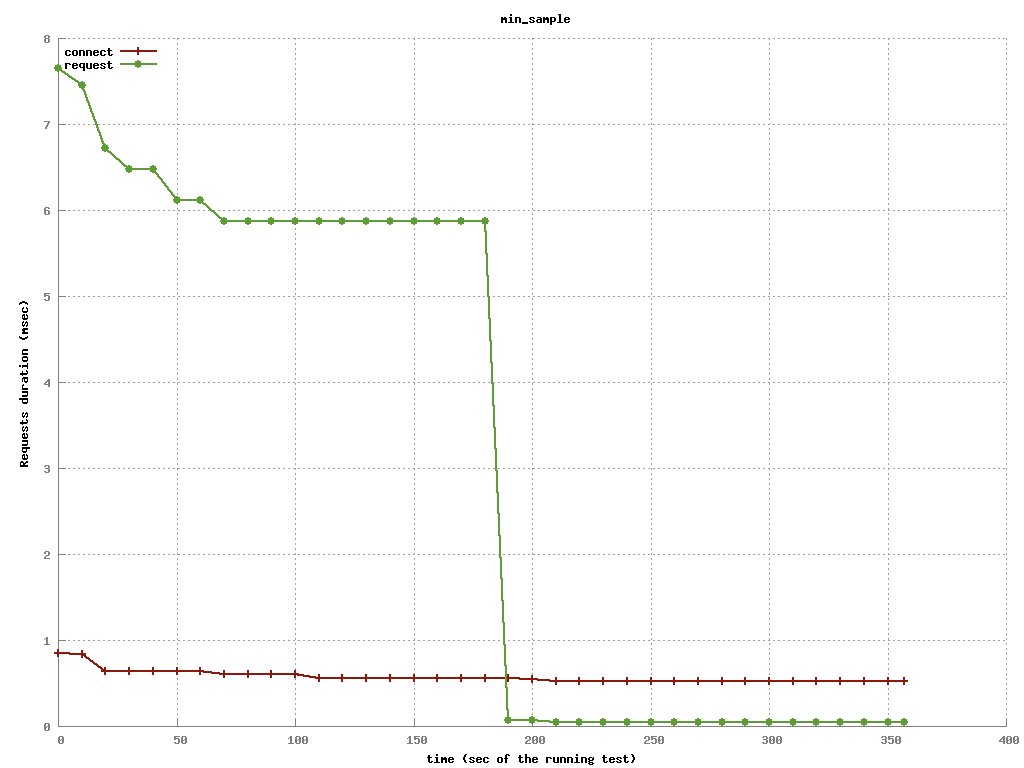 min_sample
8
connect
request
7
6
5
4
3
2
1
0
Requests duration (msec)
0 50 100 150 200 250 300 350 400
time (sec of the running test)